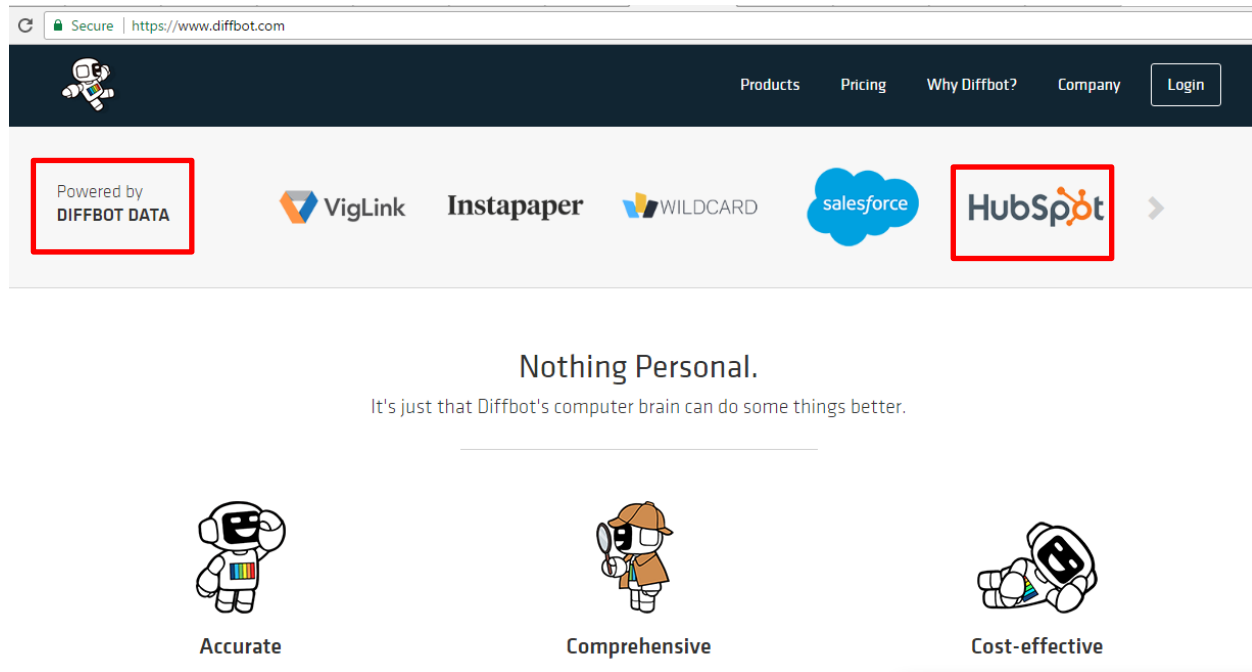 Secure | https://www.diffbot.com
Products Pricing Why Diffbot? Company Login
Powered by
DIFFBOT DATA
VigLink Instapaper WILDCARD salesforce HubSpot
Nothing Personal.
It's just that Diffbot's computer brain can do some things better.
Accurate Comprehensive Cost-effective